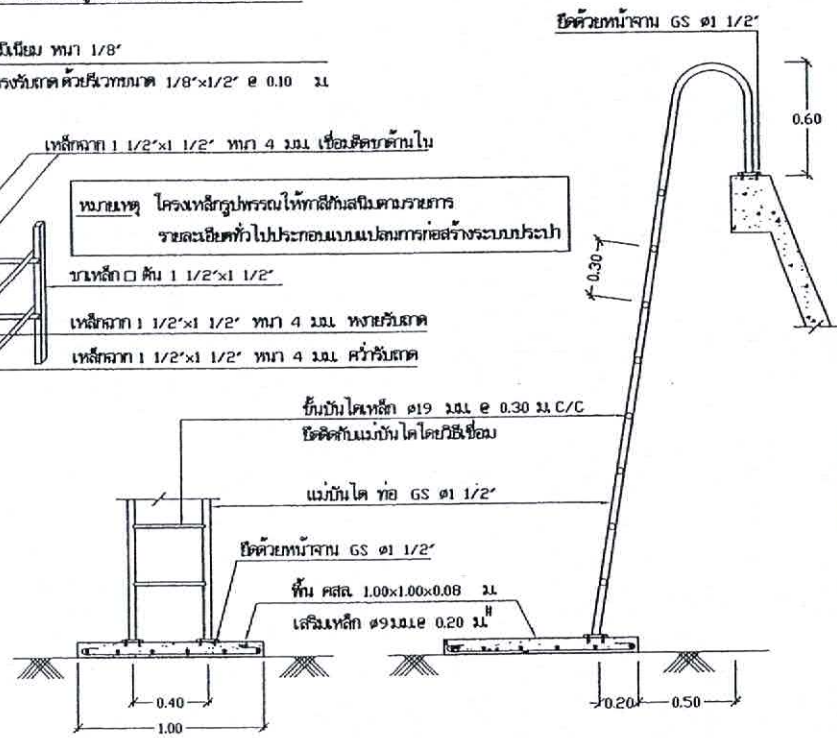 ยึดด้วยหน้าจาน GS ø1 1/2"
มิเนียม หนา 1/8"
รงรับถาด ด้วยรีเวทขนาด 1/8"x1/2" @ 0.10 ม.
0.60
เหล็กฉาก 1 1/2"x1 1/2" หนา 4 มม. เชื่อมติดขาด้านใน
หมายเหตุ โครงเหล็กรูปพรรณให้ทาสีกันสนิมตามรายการ
รายละเอียดทั่วไปประกอบแบบแปลนการก่อสร้างระบบประปา
0.30
ขาเหล็ก □ ตัน 1 1/2"x1 1/2"
เหล็กฉาก 1 1/2"x1 1/2" หนา 4 มม. หงายรับถาด
เหล็กฉาก 1 1/2"x1 1/2" หนา 4 มม. คว่ำรับถาด
ขั้นบันไดเหล็ก ø19 มม. @ 0.30 ม. C/C
ยึดติดกับแม่บันไดโดยวิธีเชื่อม
แม่บันได ท่อ GS ø1 1/2"
ยึดด้วยหน้าจาน GS ø1 1/2"
พื้น คสล. 1.00x1.00x0.08 ม.
เสริมเหล็ก ø9มม.@ 0.20 ม.#
0.40
1.00
0.20
0.50